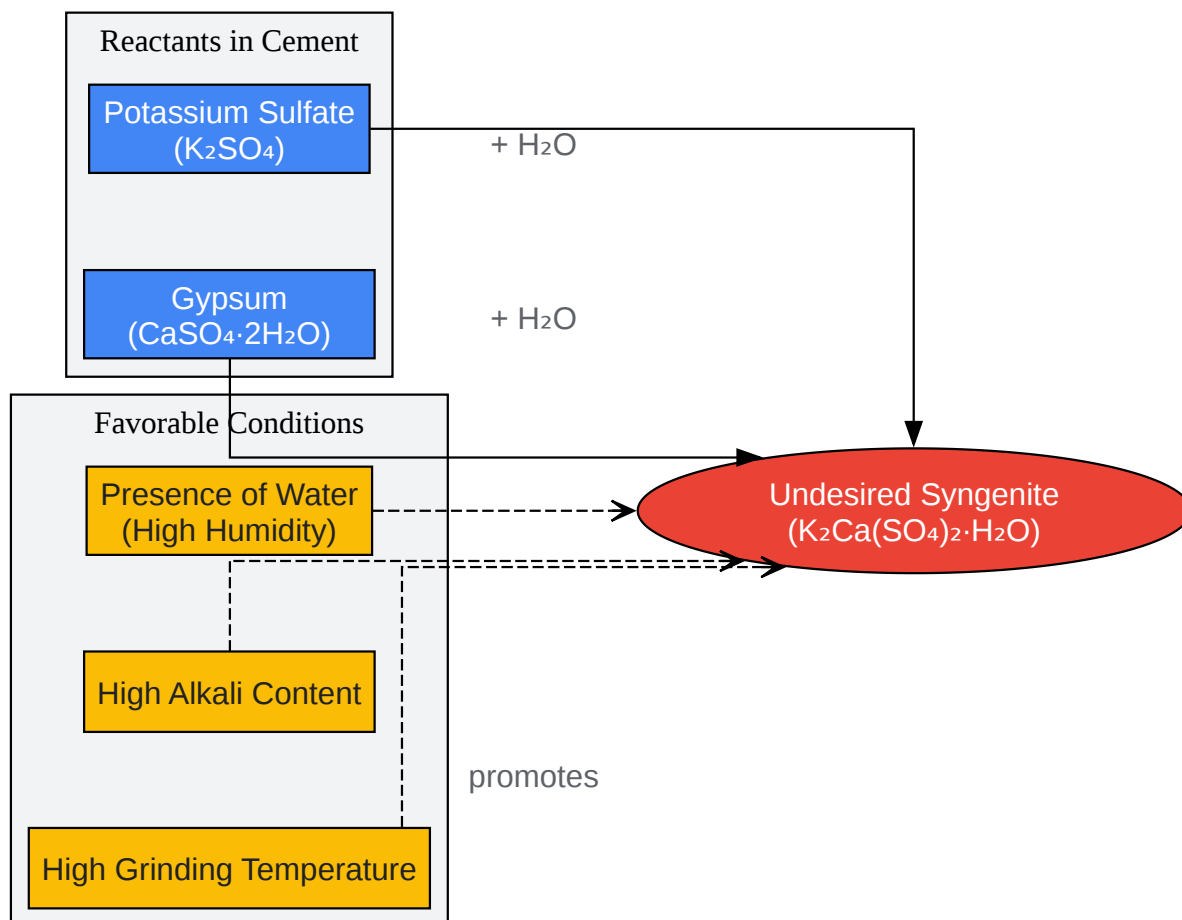 Reactants in Cement
Potassium Sulfate
(K₂SO₄)
+ H₂O
Gypsum
(CaSO₄·2H₂O)
+ H₂O
Favorable Conditions
Presence of Water
(High Humidity)
Undesired Syngenite
(K₂Ca(SO₄)₂·H₂O)
High Alkali Content
promotes
High Grinding Temperature